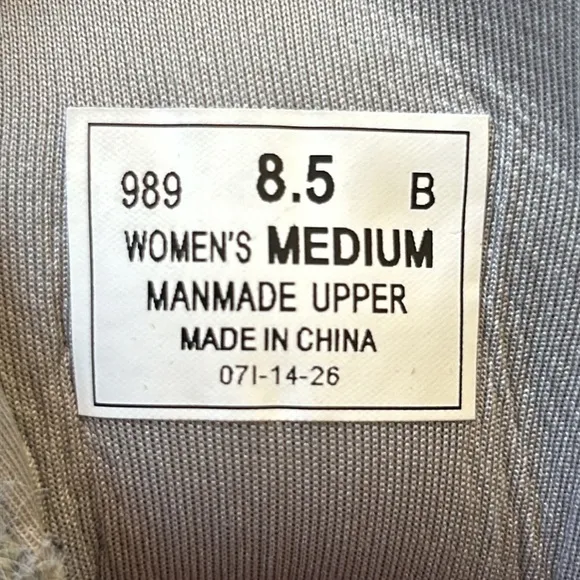 989 8.5 B
WOMEN'S MEDIUM
MANMADE UPPER
MADE IN CHINA
07I-14-26